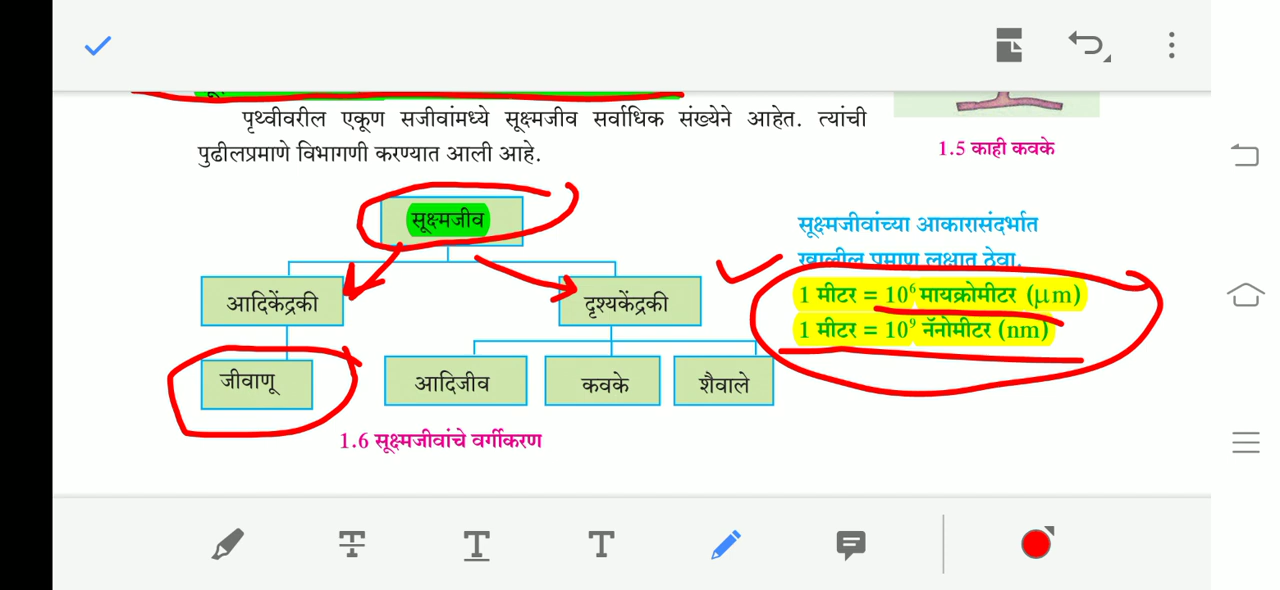 पृथ्वीवरील एकूण सजीवांमध्ये सूक्ष्मजीव सर्वाधिक संख्येने आहेत. त्यांची
पुढीलप्रमाणे विभागणी करण्यात आली आहे.
1.5 काही कवके
सूक्ष्मजीव
आदिकेंद्रकी
दृश्यकेंद्रकी
जीवाणू
आदिजीव
कवके
शैवाले
1.6 सूक्ष्मजीवांचे वर्गीकरण
सूक्ष्मजीवांच्या आकारासंदर्भात
खालील प्रमाण लक्षात ठेवा.
1 मीटर = 10⁶ मायक्रोमीटर (μm)
1 मीटर = 10⁹ नॅनोमीटर (nm)
T
T
T